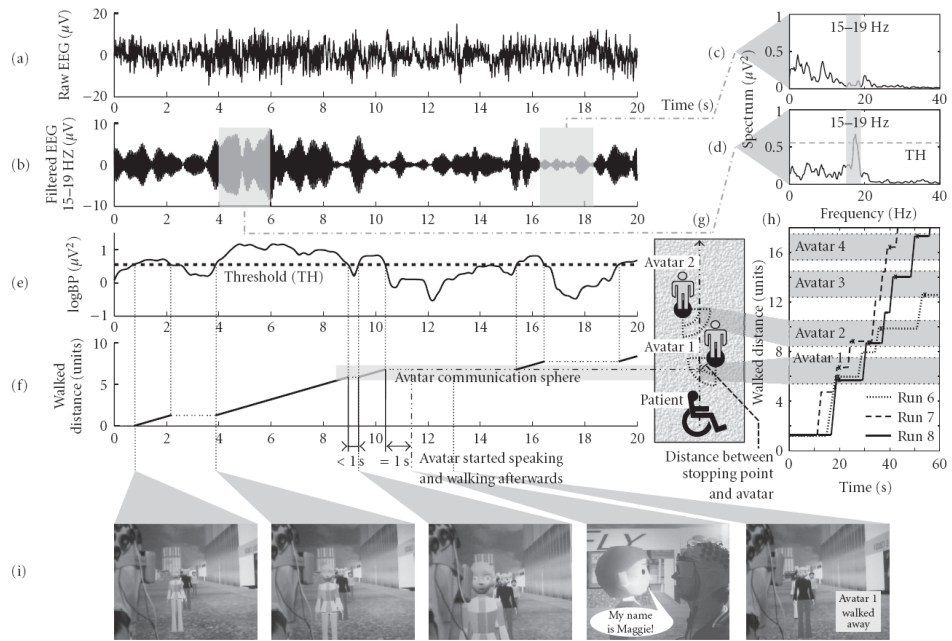 (a)
Raw EEG (μV)
20
0
−20
0 2 4 6 8 10 12 14 16 18 20
Time (s)
(b)
Filtered EEG
15–19 HZ (μV)
10
0
−10
0 2 4 6 8 10 12 14 16 18 20
(c)
Spectrum (μV²)
15–19 Hz
1
0.5
0
0 20 40
(d)
15–19 Hz
1
0.5
0
TH
0 20 40
Frequency (Hz)
(e)
logBP (μV²)
1
0
−1
Threshold (TH)
0 2 4 6 8 10 12 14 16 18 20
(f)
Walked
distance (units)
10
5
0
Avatar communication sphere
0 2 4 6 8 10 12 14 16 18 20
< 1 s
= 1 s
Avatar started speaking
and walking afterwards
(g)
Avatar 2
Avatar 1
Patient
Distance between
stopping point
and avatar
(h)
Walked distance (units)
16
12
8
4
0
Avatar 4
Avatar 3
Avatar 2
Avatar 1
Run 6
Run 7
Run 8
0 20 40 60
Time (s)
(i)
FLY
My name
is Maggie!
Avatar 1
walked
away